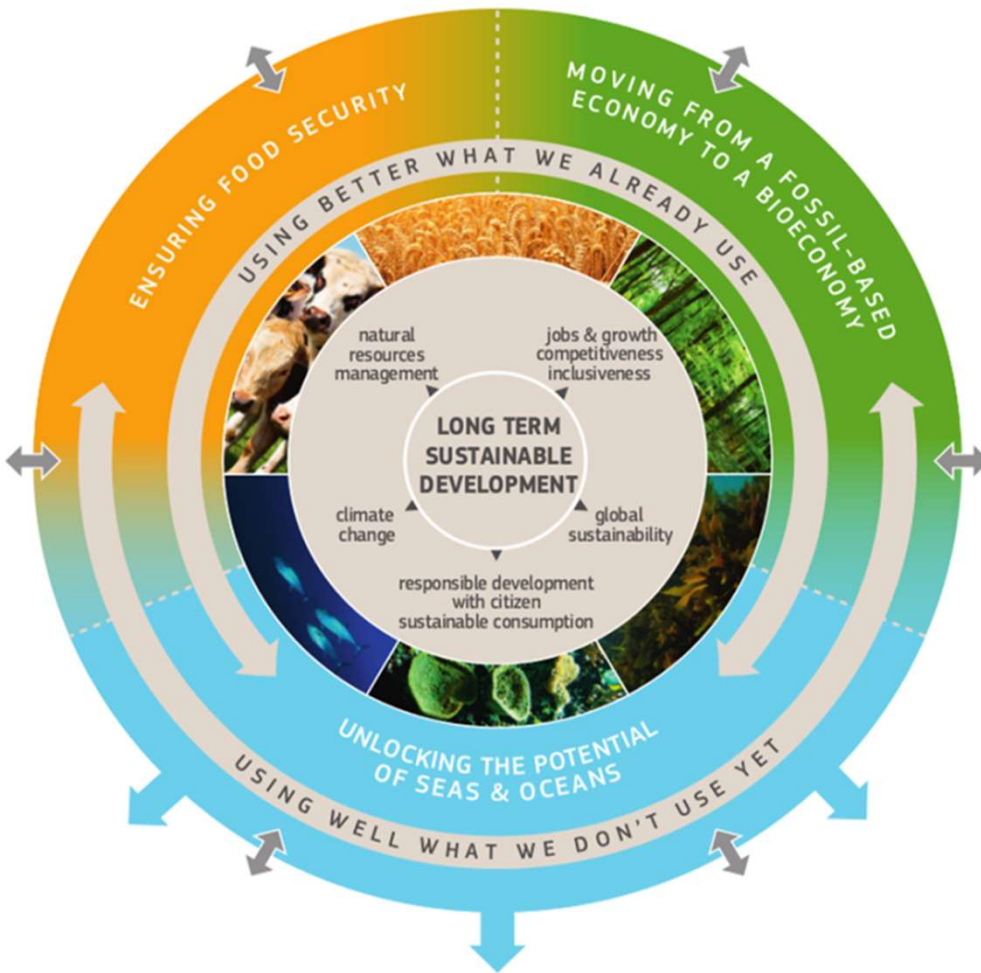 ENSURING FOOD SECURITY
MOVING FROM A FOSSIL-BASED
ECONOMY TO A BIOECONOMY
USING BETTER WHAT WE ALREADY USE
natural
resources
management
jobs & growth
competitiveness
inclusiveness
LONG TERM
SUSTAINABLE
DEVELOPMENT
climate
change
global
sustainability
responsible development
with citizen
sustainable consumption
UNLOCKING THE POTENTIAL
OF SEAS & OCEANS
USING WELL WHAT WE DON'T USE YET